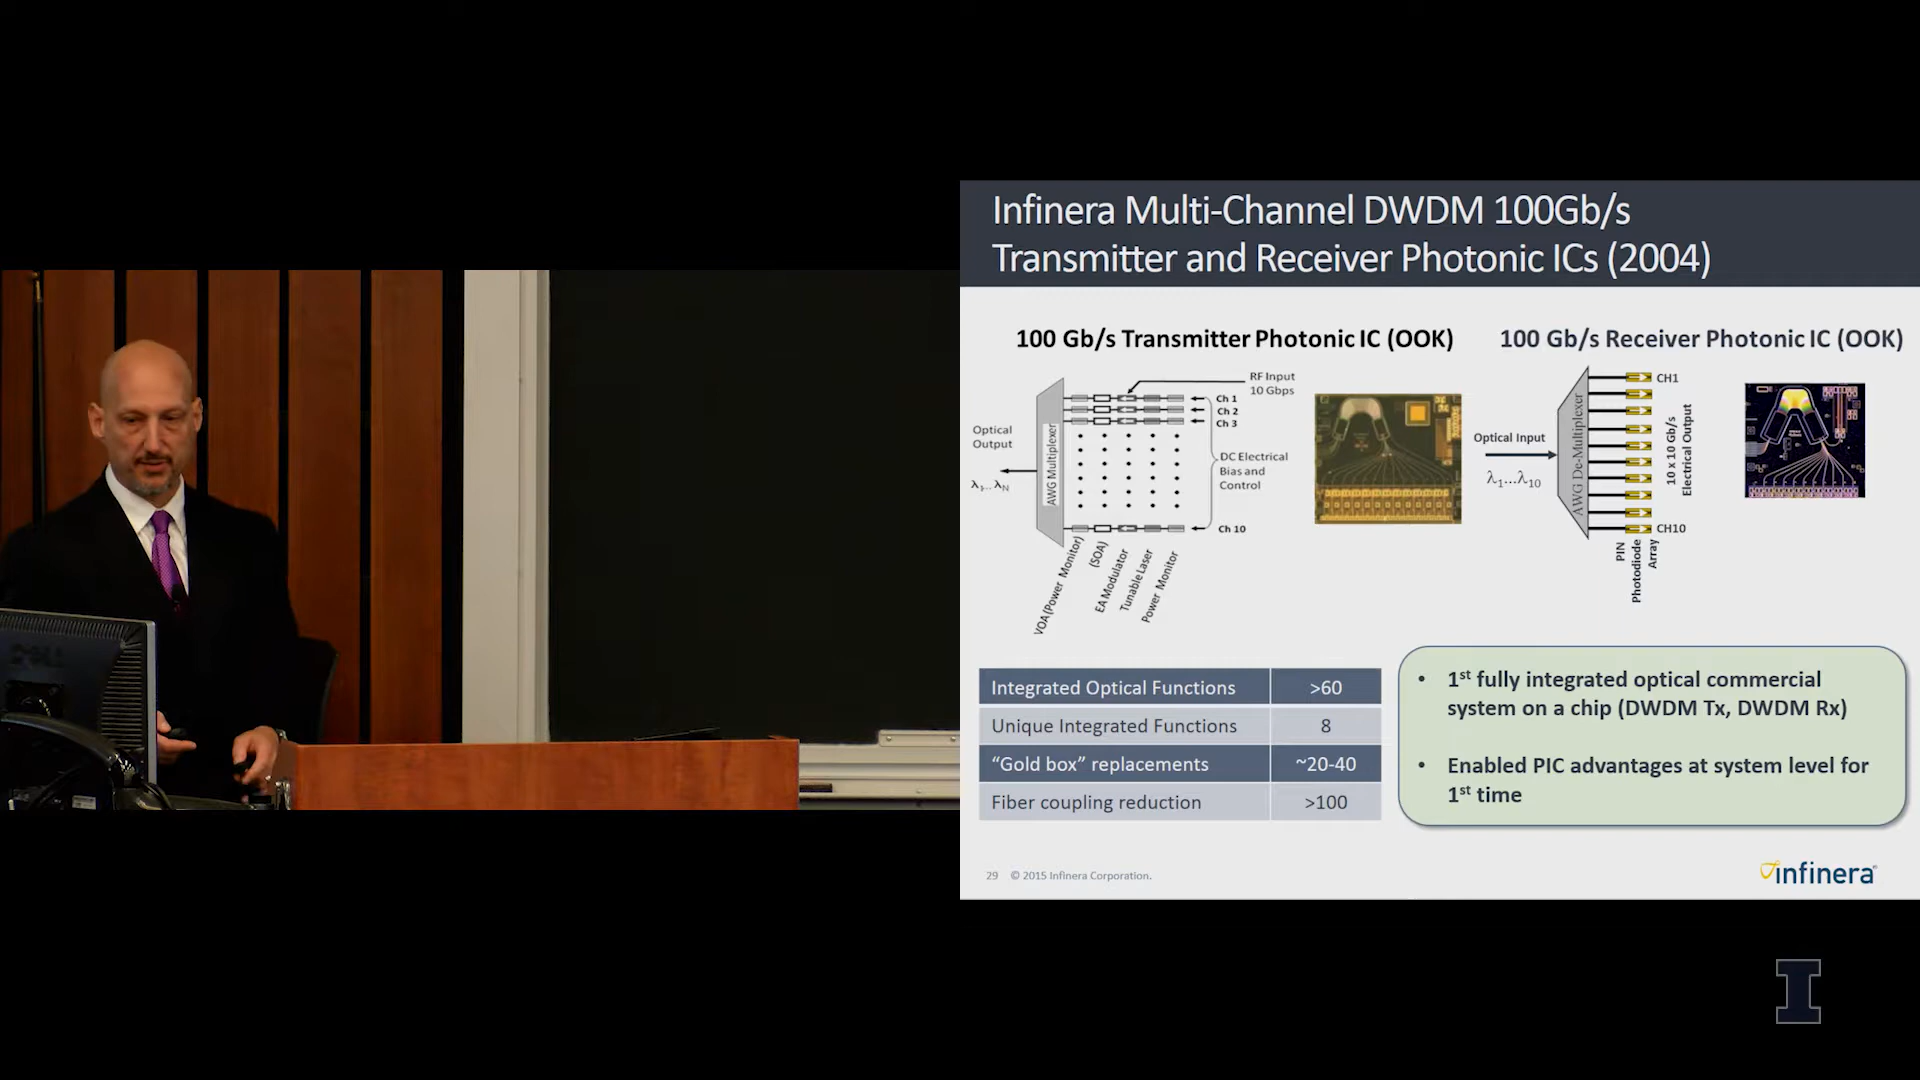 Infinera Multi-Channel DWDM 100Gb/s
Transmitter and Receiver Photonic ICs (2004)
100 Gb/s Transmitter Photonic IC (OOK)
100 Gb/s Receiver Photonic IC (OOK)
Optical
Output
λ1... λN
AWG Multiplexer
RF Input
10 Gbps
Ch 1
Ch 2
Ch 3
DC Electrical
Bias and
Control
Ch 10
VOA (Power Monitor)
(SOA)
EA Modulator
Tunable Laser
Power Monitor
Optical Input
λ1...λ10
AWG De-Multiplexer
CH1
10 x 10 Gb/s
Electrical Output
CH10
PIN
Photodiode
Array
Integrated Optical Functions >60
Unique Integrated Functions 8
“Gold box” replacements ~20-40
Fiber coupling reduction >100
• 1st fully integrated optical commercial
system on a chip (DWDM Tx, DWDM Rx)
• Enabled PIC advantages at system level for
1st time
29 © 2015 Infinera Corporation.
infinera
DELL
I